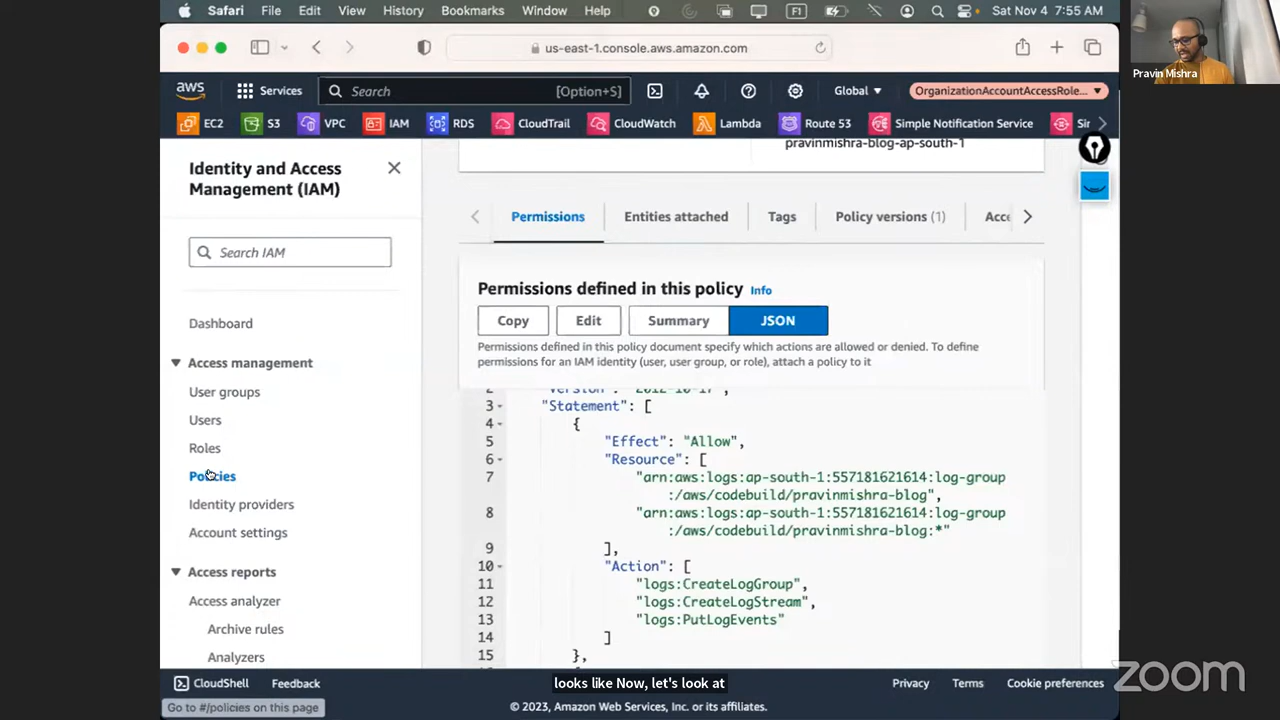 Safari File Edit View History Bookmarks Window Help Sat Nov 4 7:55 AM
us-east-1.console.aws.amazon.com
Pravin Mishra
aws Services Search [Option+S] Global OrganizationAccountAccessRole...
EC2 S3 VPC IAM RDS CloudTrail CloudWatch Lambda Route 53 Simple Notification Service
Identity and Access
Management (IAM)
Search IAM
Dashboard
Access management
User groups
Users
Roles
Policies
Identity providers
Account settings
Access reports
Access analyzer
Archive rules
Analyzers
pravinmishra-blog-ap-south-1
Permissions Entities attached Tags Policy versions (1)
Permissions defined in this policy Info
Copy Edit Summary JSON
Permissions defined in this policy document specify which actions are allowed or denied. To define
permissions for an IAM identity (user, user group, or role), attach a policy to it
2 "Version": "2012-10-17",
3 "Statement": [
4 {
5 "Effect": "Allow",
6 "Resource": [
7 "arn:aws:logs:ap-south-1:557181621614:log-group
:/aws/codebuild/pravinmishra-blog",
8 "arn:aws:logs:ap-south-1:557181621614:log-group
:/aws/codebuild/pravinmishra-blog:*"
9 ],
10 "Action": [
11 "logs:CreateLogGroup",
12 "logs:CreateLogStream",
13 "logs:PutLogEvents"
14 ]
15 },
CloudShell Feedback looks like Now, let's look at Privacy Terms Cookie preferences
Go to #/policies on this page © 2023, Amazon Web Services, Inc. or its affiliates.
zoom